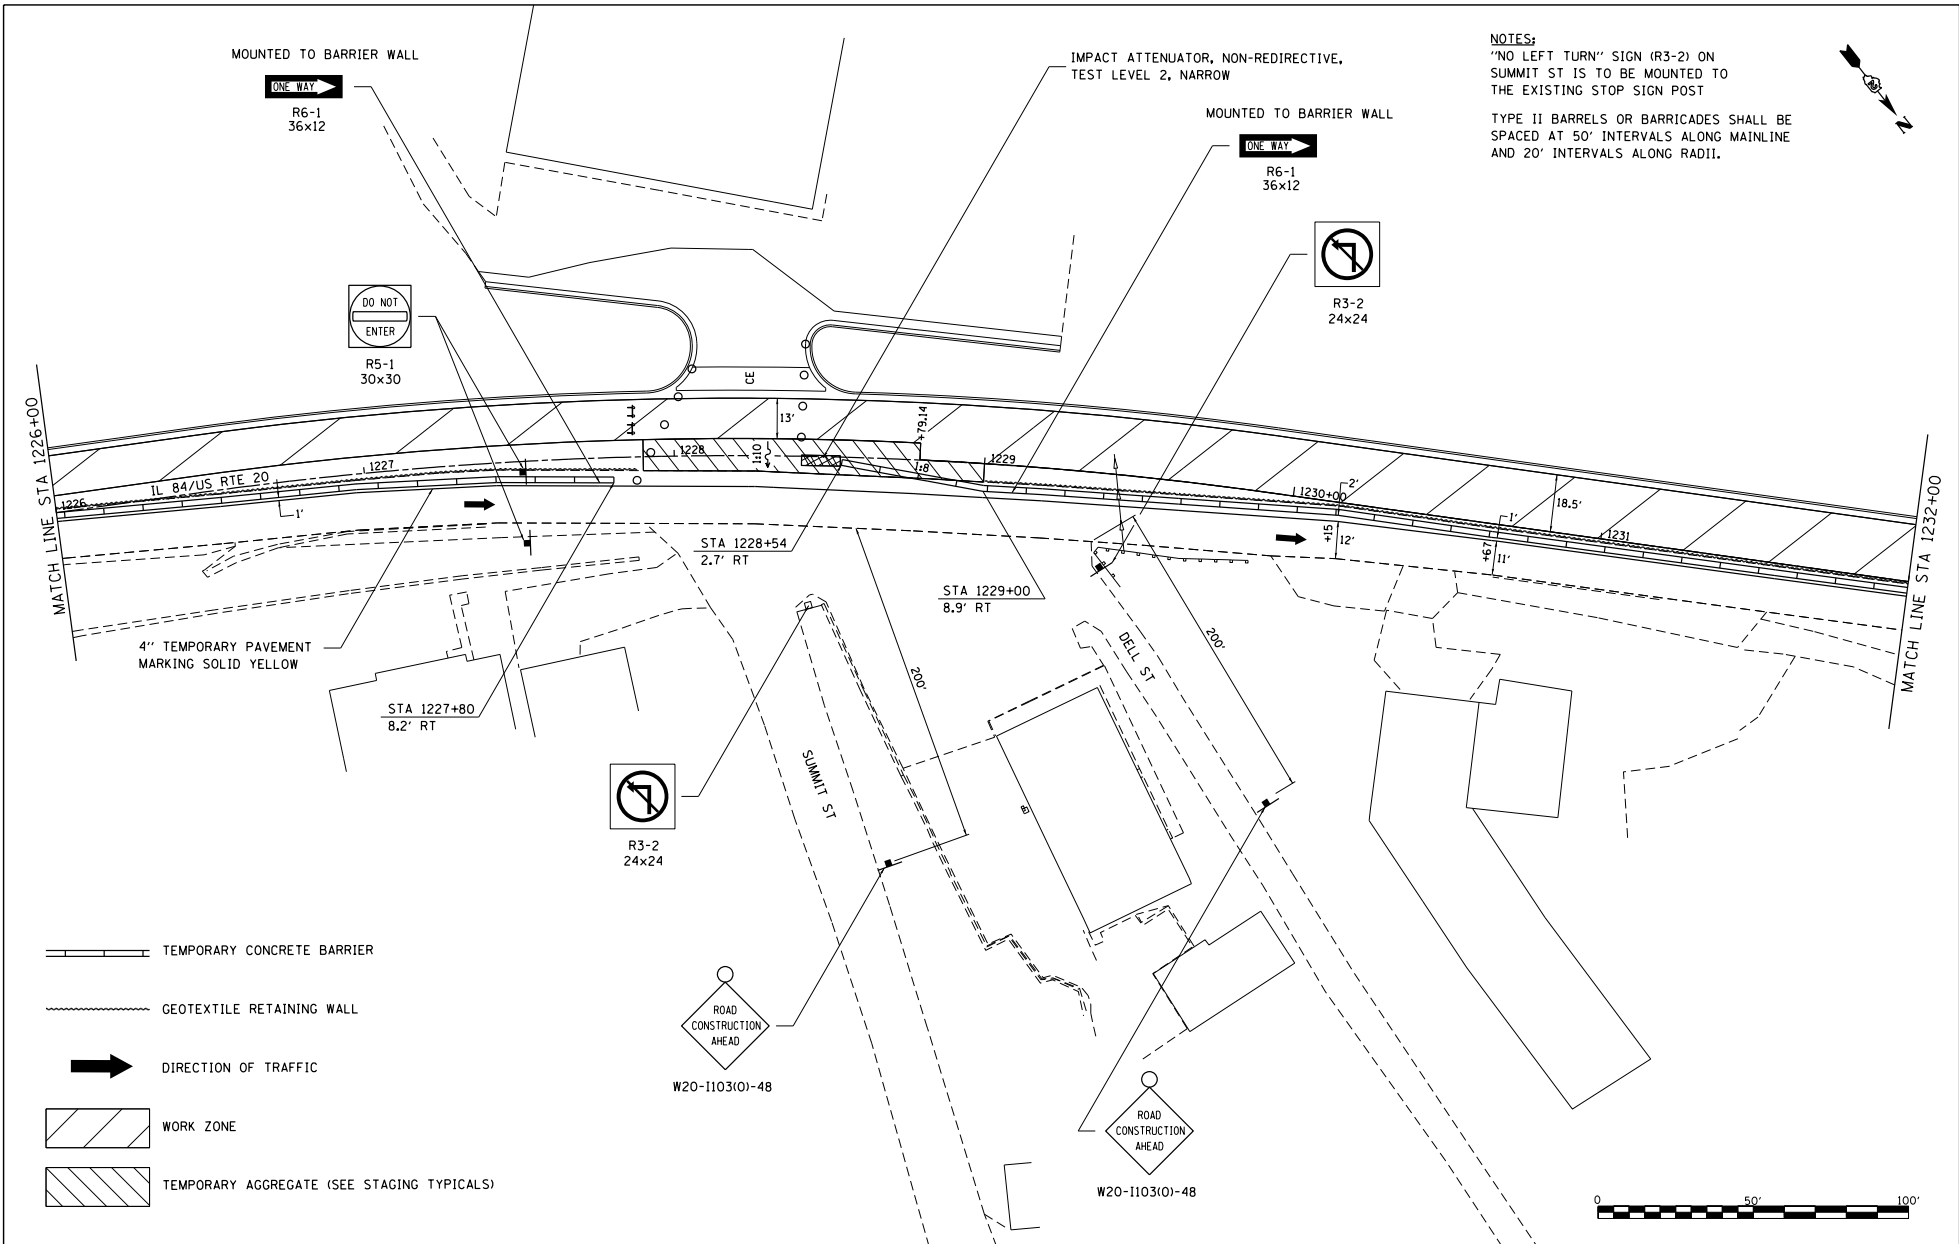 MOUNTED TO BARRIER WALL
ONE WAY
R6-1
36x12
IMPACT ATTENUATOR, NON-REDIRECTIVE,
TEST LEVEL 2, NARROW
MOUNTED TO BARRIER WALL
ONE WAY
R6-1
36x12
NOTES:
"NO LEFT TURN" SIGN (R3-2) ON
SUMMIT ST IS TO BE MOUNTED TO
THE EXISTING STOP SIGN POST
TYPE II BARRELS OR BARRICADES SHALL BE
SPACED AT 50' INTERVALS ALONG MAINLINE
AND 20' INTERVALS ALONG RADII.
N
R3-2
24x24
DO NOT
ENTER
R5-1
30x30
CE
13'
+79.14
1:10
1:8
MATCH LINE STA 1226+00
IL 84/US RTE 20
1226
1227
1228
1229
1230+00
1231
1'
2'
18.5'
1'
+15
12'
+67
11'
MATCH LINE STA 1232+00
STA 1228+54
2.7' RT
STA 1229+00
8.9' RT
4" TEMPORARY PAVEMENT
MARKING SOLID YELLOW
STA 1227+80
8.2' RT
200'
200'
DELL ST
SUMMIT ST
R3-2
24x24
ROAD
CONSTRUCTION
AHEAD
W20-I103(O)-48
ROAD
CONSTRUCTION
AHEAD
W20-I103(O)-48
TEMPORARY CONCRETE BARRIER
GEOTEXTILE RETAINING WALL
DIRECTION OF TRAFFIC
WORK ZONE
TEMPORARY AGGREGATE (SEE STAGING TYPICALS)
0 50' 100'